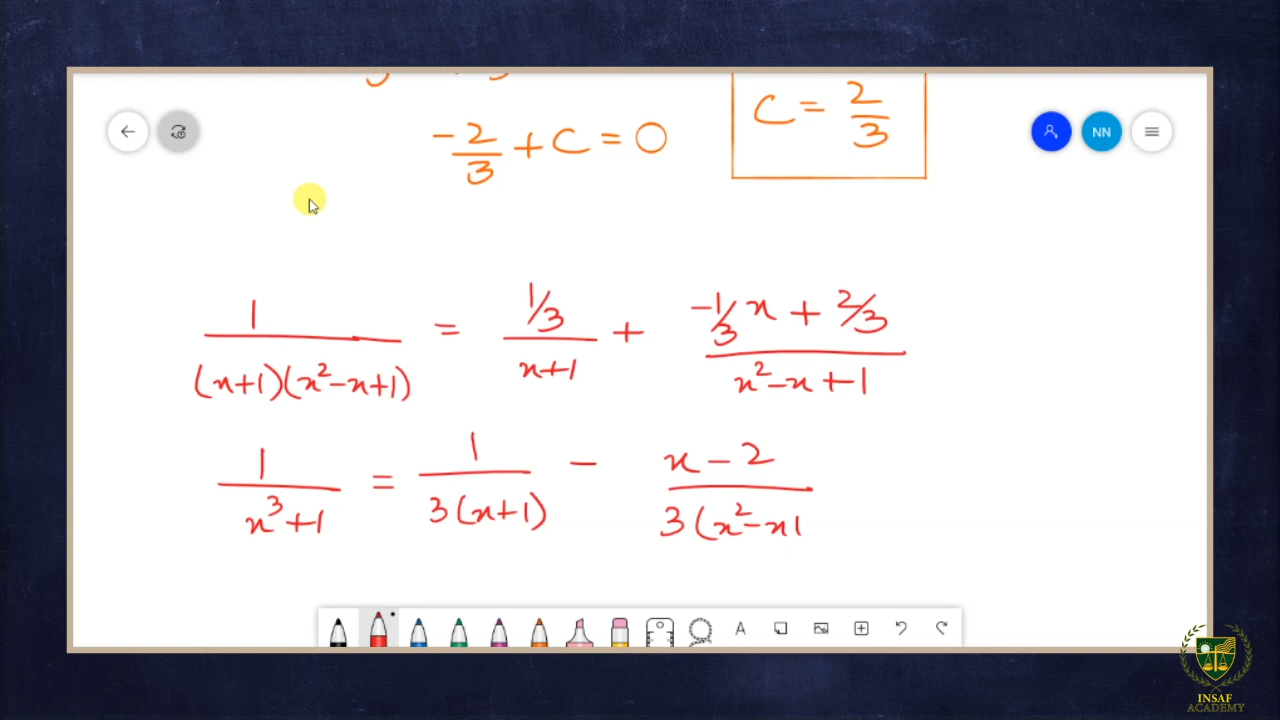 C = 2/3
-2/3 + C = 0
NN
1/((x+1)(x²-x+1)) = (1/3)/(x+1) + (-1/3 x + 2/3)/(x²-x+1)
1/(x³+1) = 1/(3(x+1)) - (x-2)/(3(x²-x1
A
INSAF
ACADEMY